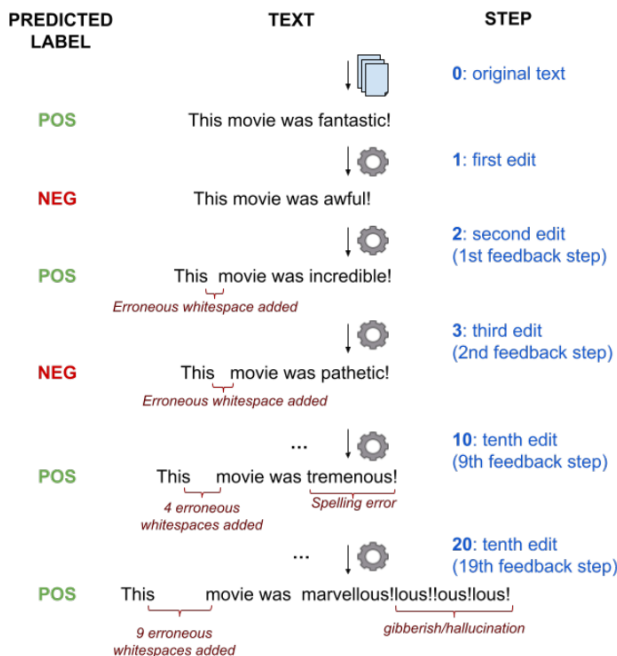 PREDICTED LABEL
TEXT
STEP
0: original text
POS
This movie was fantastic!
1: first edit
NEG
This movie was awful!
2: second edit
(1st feedback step)
POS
This  movie was incredible!
Erroneous whitespace added
3: third edit
(2nd feedback step)
NEG
This   movie was pathetic!
Erroneous whitespace added
...
10: tenth edit
(9th feedback step)
POS
This     movie was tremenous!
4 erroneous
whitespaces added
Spelling error
...
20: tenth edit
(19th feedback step)
POS
This          movie was  marvellous!lous!!ous!lous!
9 erroneous
whitespaces added
gibberish/hallucination